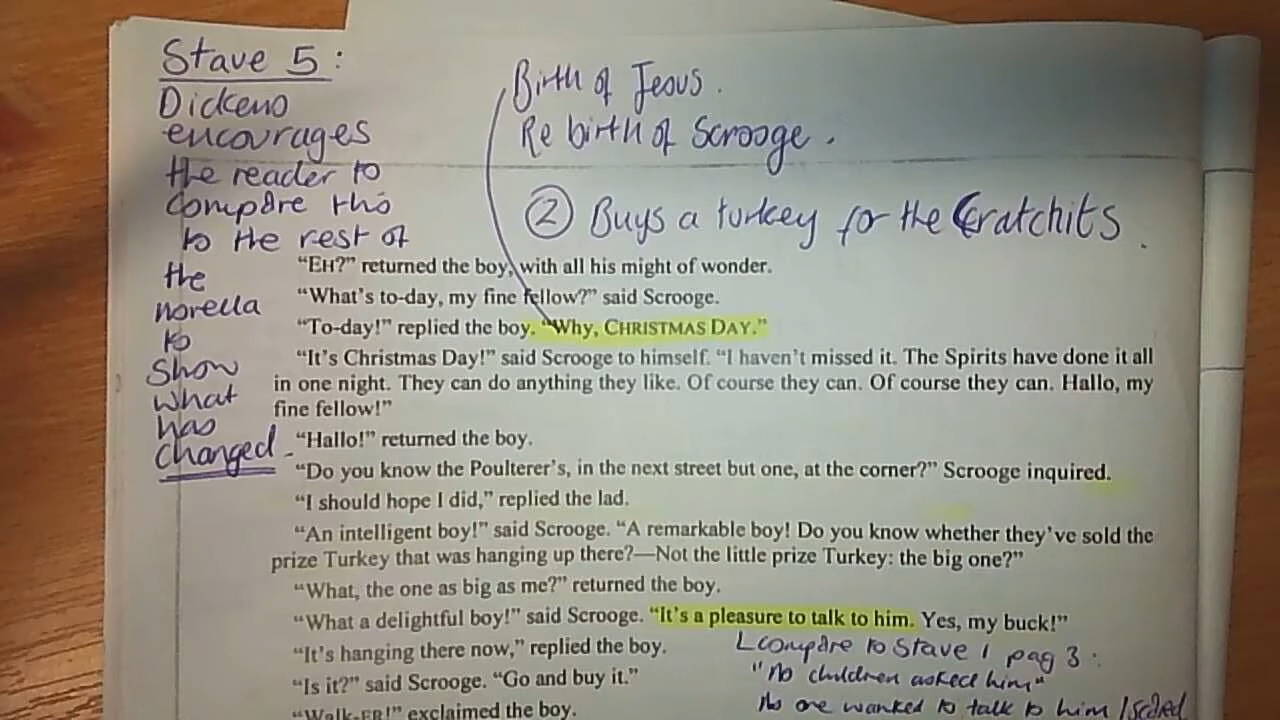 Stave 5 :
Dickens
encourages
the reader to
compare this
to the rest of
the
novella
to
show
what
has
changed.
Birth of Jesus.
Re birth of Scrooge.
② Buys a turkey for the Cratchits.
“EH?” returned the boy, with all his might of wonder.
“What’s to-day, my fine fellow?” said Scrooge.
“To-day!” replied the boy. “Why, CHRISTMAS DAY.”
“It’s Christmas Day!” said Scrooge to himself. “I haven’t missed it. The Spirits have done it all
in one night. They can do anything they like. Of course they can. Of course they can. Hallo, my
fine fellow!”
“Hallo!” returned the boy.
“Do you know the Poulterer’s, in the next street but one, at the corner?” Scrooge inquired.
“I should hope I did,” replied the lad.
“An intelligent boy!” said Scrooge. “A remarkable boy! Do you know whether they’ve sold the
prize Turkey that was hanging up there?—Not the little prize Turkey: the big one?”
“What, the one as big as me?” returned the boy.
“What a delightful boy!” said Scrooge. “It’s a pleasure to talk to him. Yes, my buck!”
“It’s hanging there now,” replied the boy.
“Is it?” said Scrooge. “Go and buy it.”
“Walk-ER!” exclaimed the boy.
compare to Stave 1 pag 3 :
"No children asked him"
No one wanted to talk to him / scared